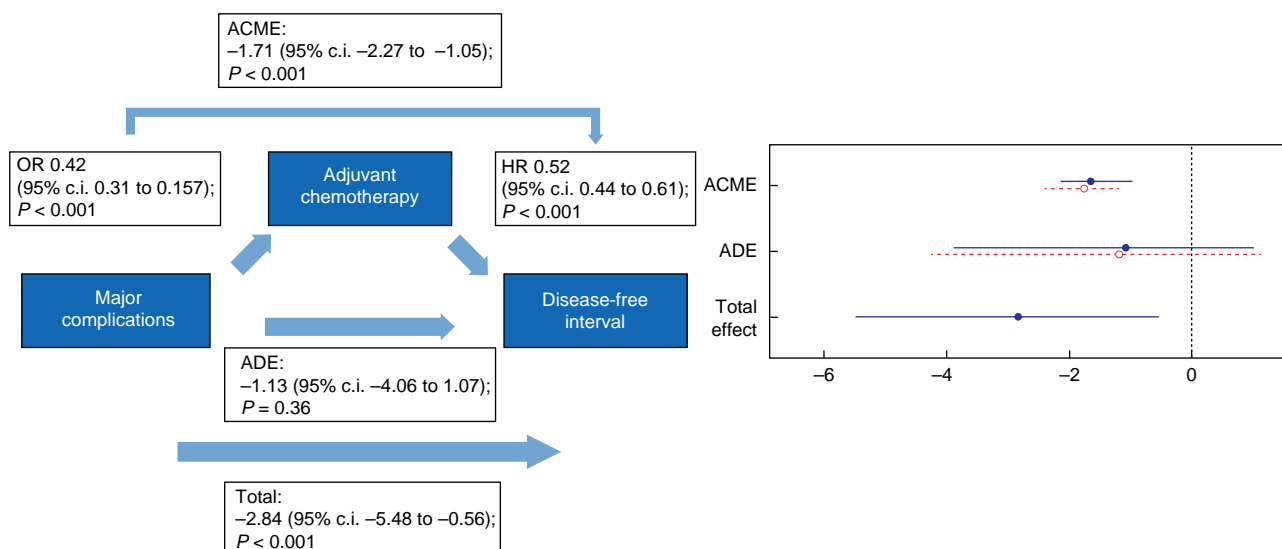 ACME:
–1.71 (95% c.i. –2.27 to –1.05);
P < 0.001
OR 0.42
(95% c.i. 0.31 to 0.157);
P < 0.001
Adjuvant
chemotherapy
HR 0.52
(95% c.i. 0.44 to 0.61);
P < 0.001
Major
complications
Disease-free
interval
ADE:
–1.13 (95% c.i. –4.06 to 1.07);
P = 0.36
Total:
–2.84 (95% c.i. –5.48 to –0.56);
P < 0.001
ACME
ADE
Total
effect
–6 –4 –2 0